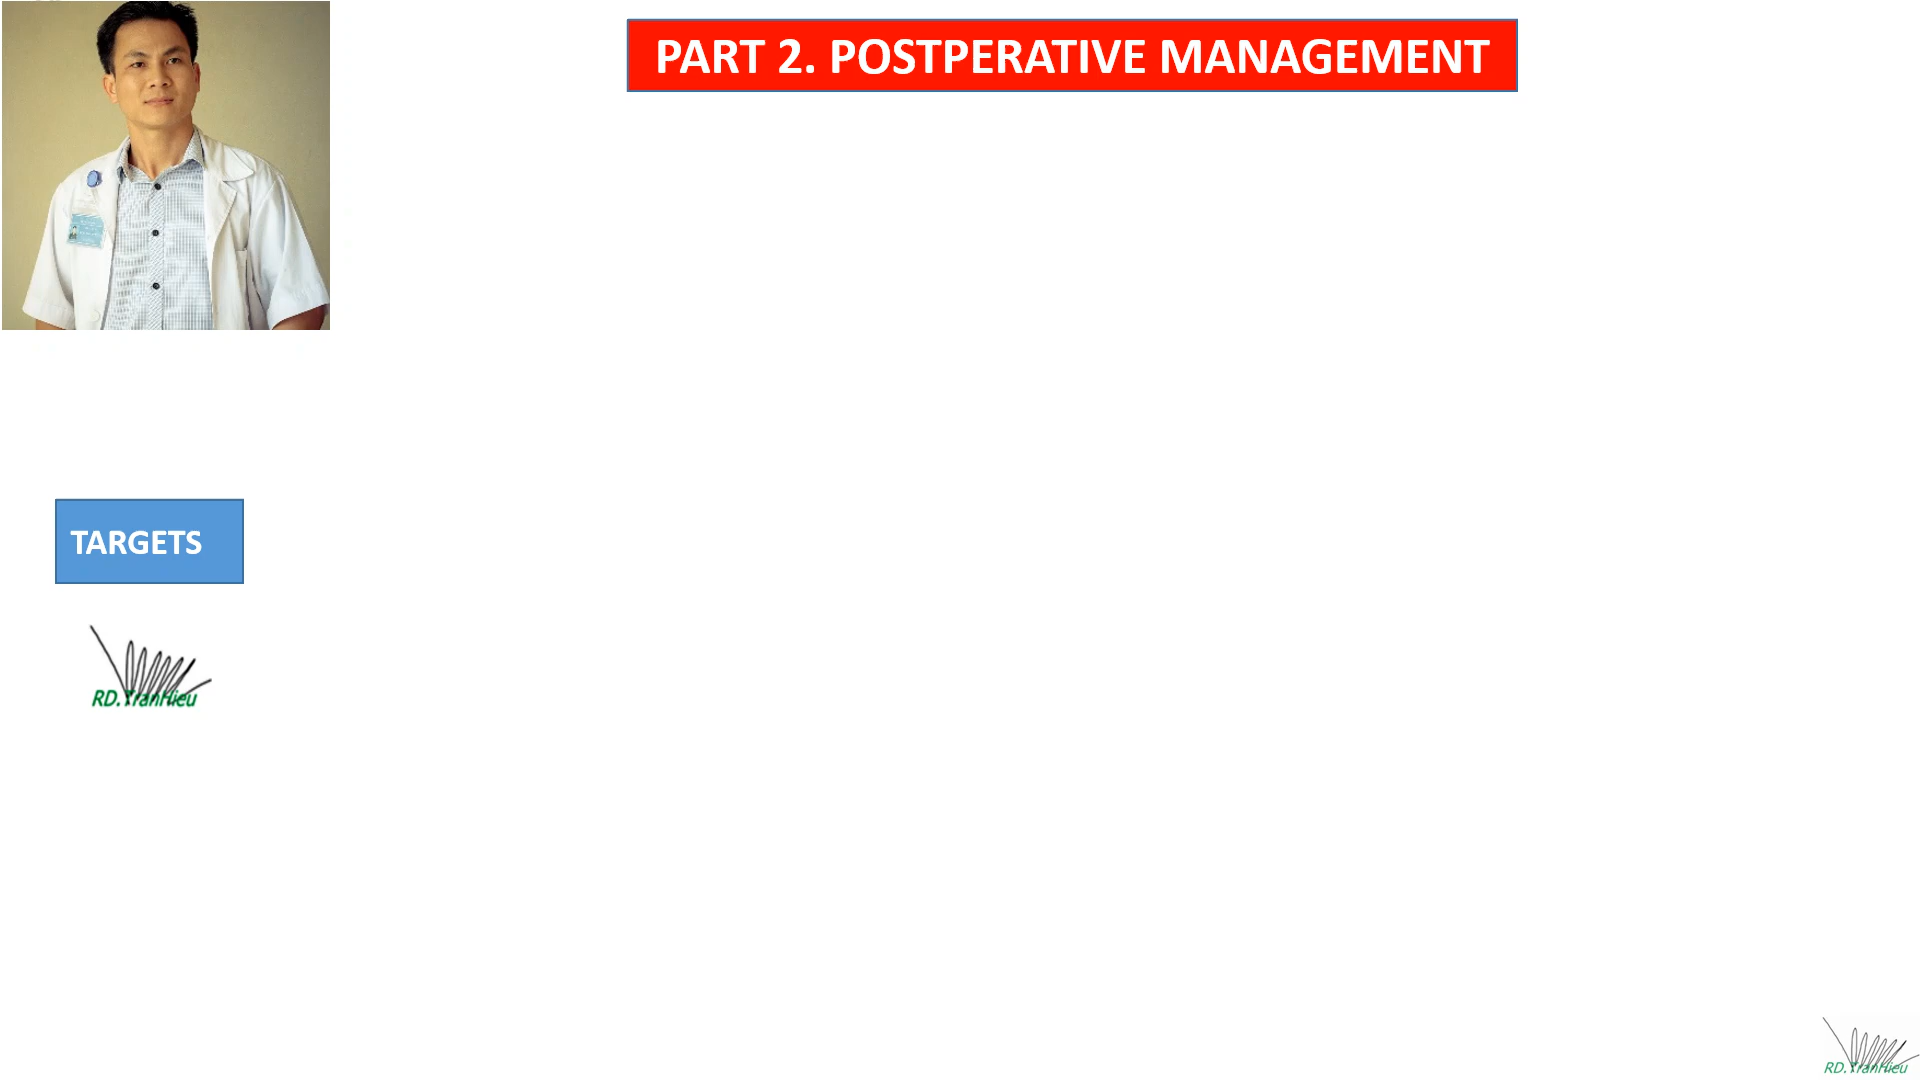 PART 2. POSTPERATIVE MANAGEMENT
TARGETS
RD.TranHieu
RD.TranHieu